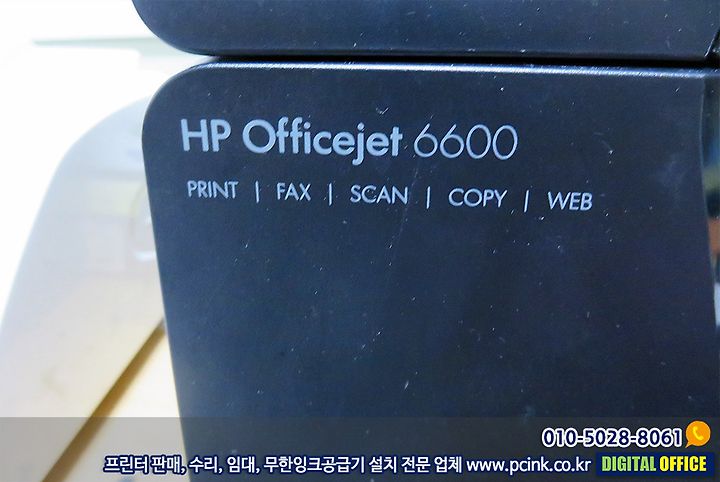 HP Officejet 6600
PRINT | FAX | SCAN | COPY | WEB
010-5028-8061
프린터 판매, 수리, 임대, 무한잉크공급기 설치 전문 업체 www.pcink.co.kr DIGITAL OFFICE